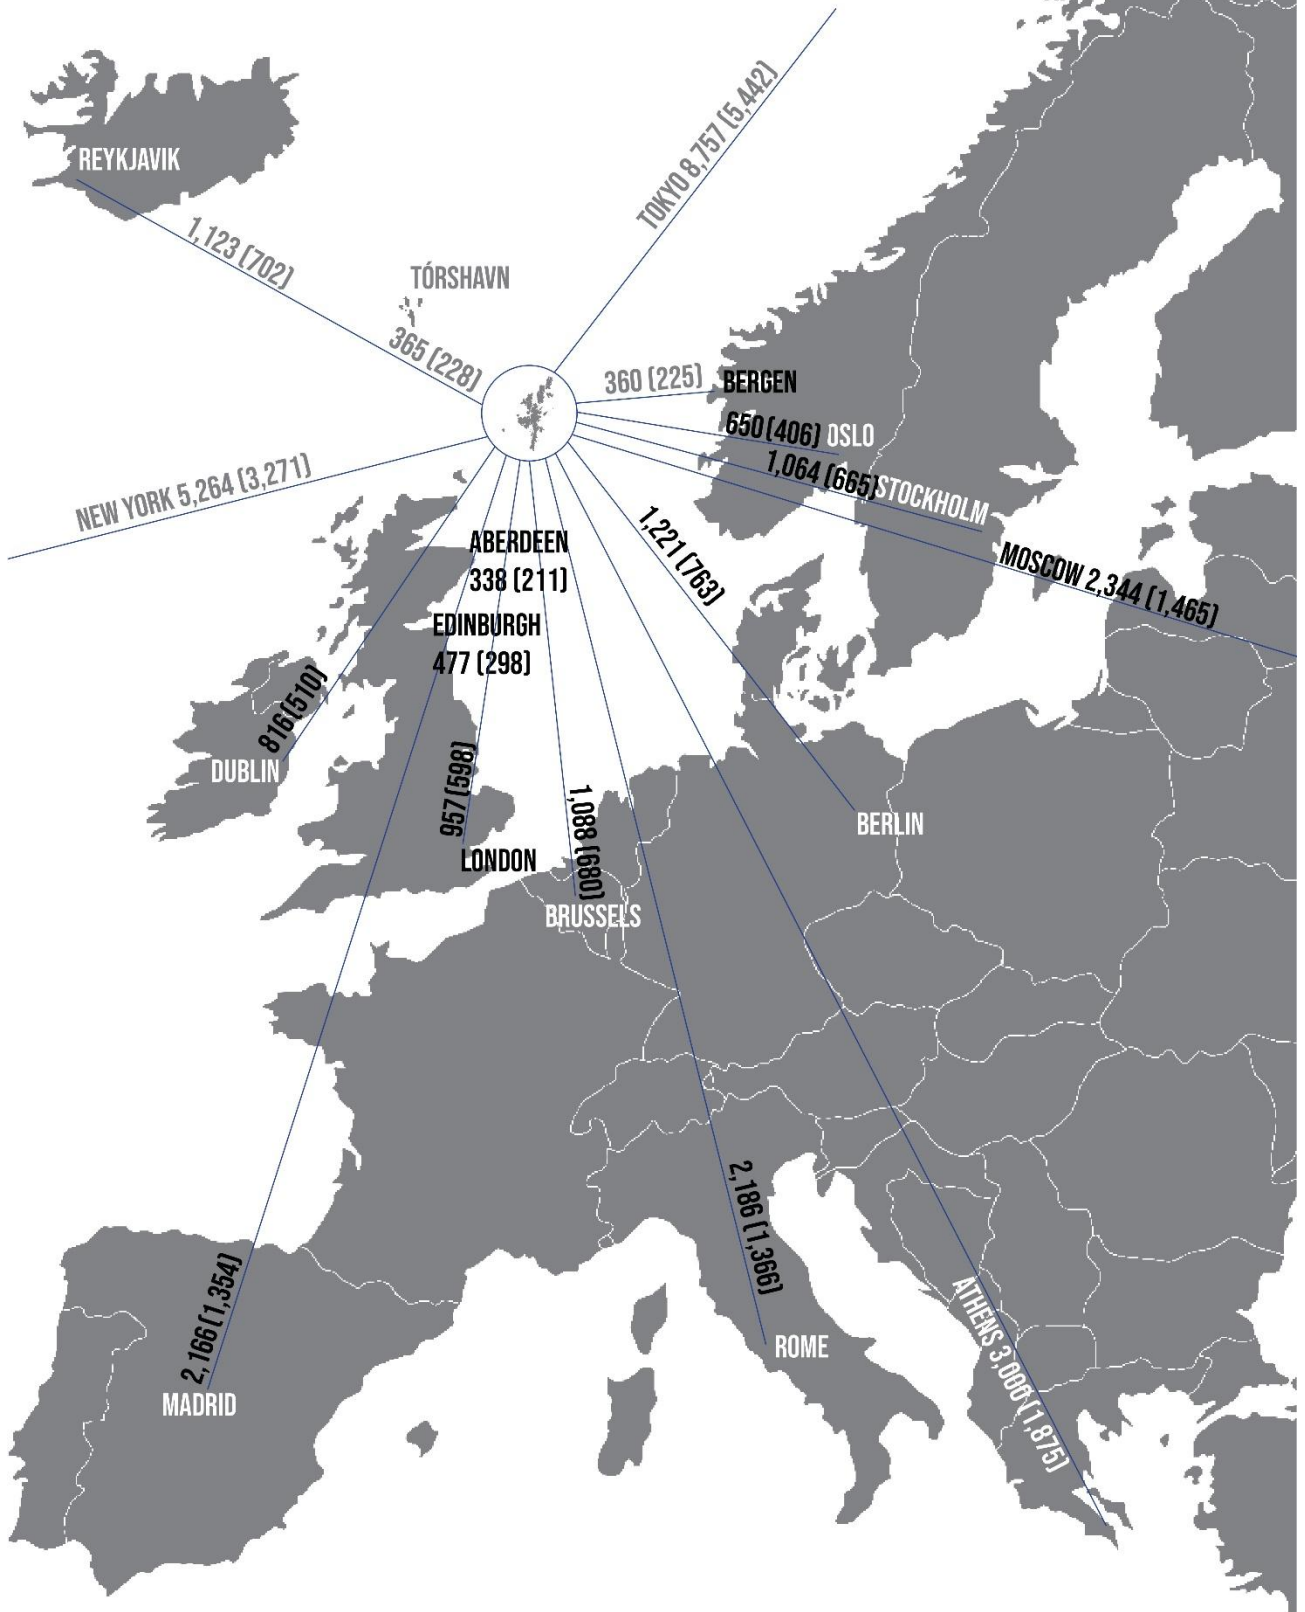 TOKYO 8,757 (5,442)
REYKJAVIK
1,123 (702)
TÓRSHAVN
365 (228)
360 (225)
BERGEN
650 (406)
OSLO
1,064 (665)
STOCKHOLM
NEW YORK 5,264 (3,271)
MOSCOW 2,344 (1,465)
1,221 (763)
ABERDEEN
338 (211)
EDINBURGH
477 (298)
816 (510)
DUBLIN
957 (598)
LONDON
1,088 (680)
BRUSSELS
BERLIN
2,186 (1,366)
ROME
2,166 (1,354)
MADRID
ATHENS 3,000 (1,875)